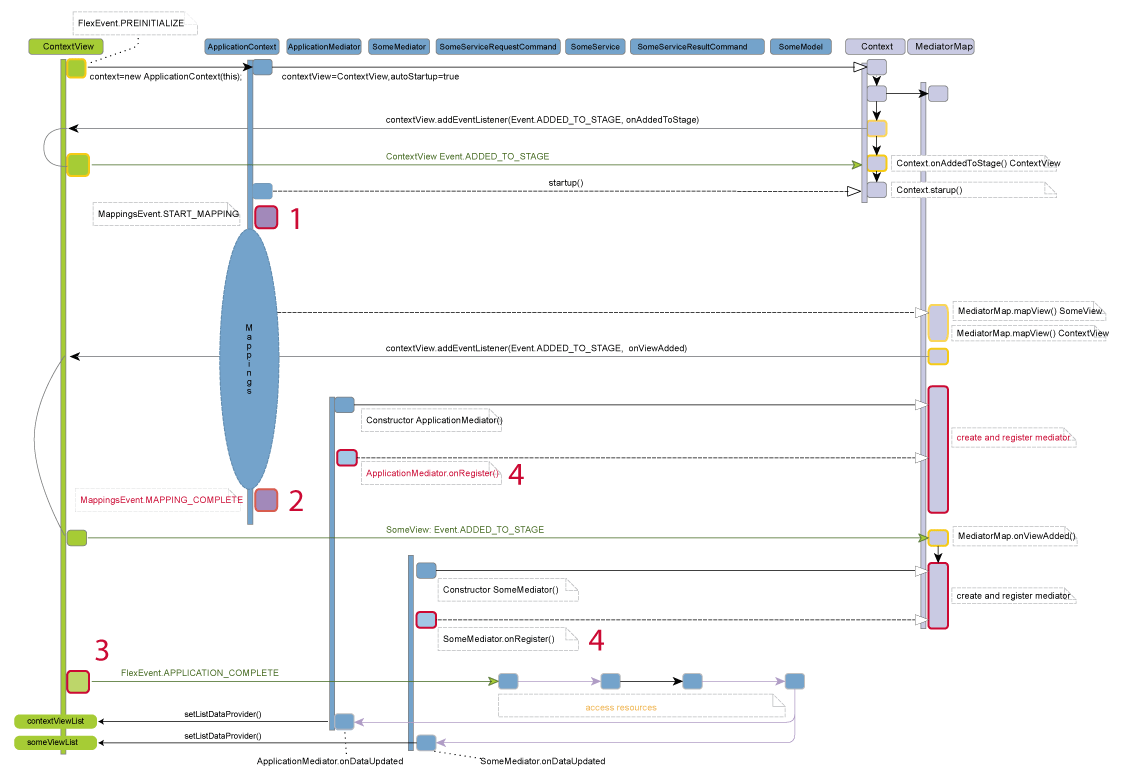 FlexEvent.PREINITIALIZE
ContextView
ApplicationContext
ApplicationMediator
SomeMediator
SomeServiceRequestCommand
SomeService
SomeServiceResultCommand
SomeModel
Context
MediatorMap
context=new ApplicationContext(this);
contextView=ContextView,autoStartup=true
contextView.addEventListener(Event.ADDED_TO_STAGE, onAddedToStage)
ContextView Event.ADDED_TO_STAGE
Context.onAddedToStage() ContextView
startup()
Context.starup()
MappingsEvent.START_MAPPING
1
Mappings
MediatorMap.mapView() SomeView
MediatorMap.mapView() ContextView
contextView.addEventListener(Event.ADDED_TO_STAGE, onViewAdded)
Constructor ApplicationMediator()
create and register mediator
ApplicationMediator.onRegister()
4
MappingsEvent.MAPPING_COMPLETE
2
SomeView: Event.ADDED_TO_STAGE
MediatorMap.onViewAdded()
Constructor SomeMediator()
create and register mediator
SomeMediator.onRegister()
4
3
FlexEvent.APPLICATION_COMPLETE
access resources
contextViewList
setListDataProvider()
someViewList
setListDataProvider()
ApplicationMediator.onDataUpdated
SomeMediator.onDataUpdated